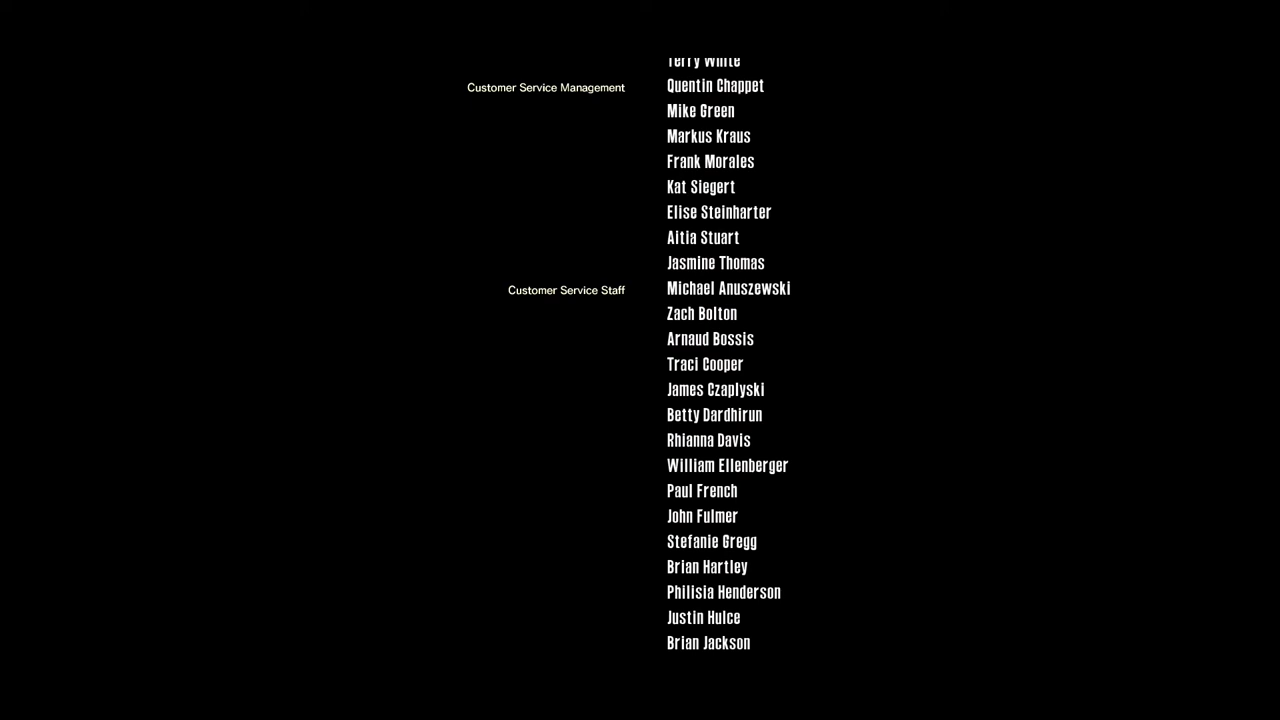 Terry White
Customer Service Management Quentin Chappet
Mike Green
Markus Kraus
Frank Morales
Kat Siegert
Elise Steinharter
Aitia Stuart
Jasmine Thomas
Customer Service Staff Michael Anuszewski
Zach Bolton
Arnaud Bossis
Traci Cooper
James Czaplyski
Betty Dardhirun
Rhianna Davis
William Ellenberger
Paul French
John Fulmer
Stefanie Gregg
Brian Hartley
Philisia Henderson
Justin Hulce
Brian Jackson